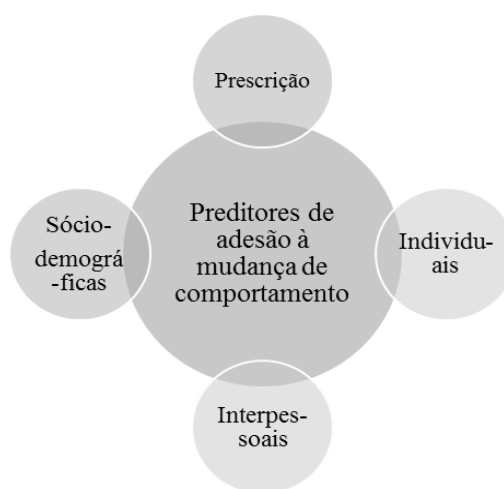 Prescrição
Sócio-
demográ
-ficas
Preditores de
adesão à
mudança de
comportamento
Individu-
ais
Interpes-
soais